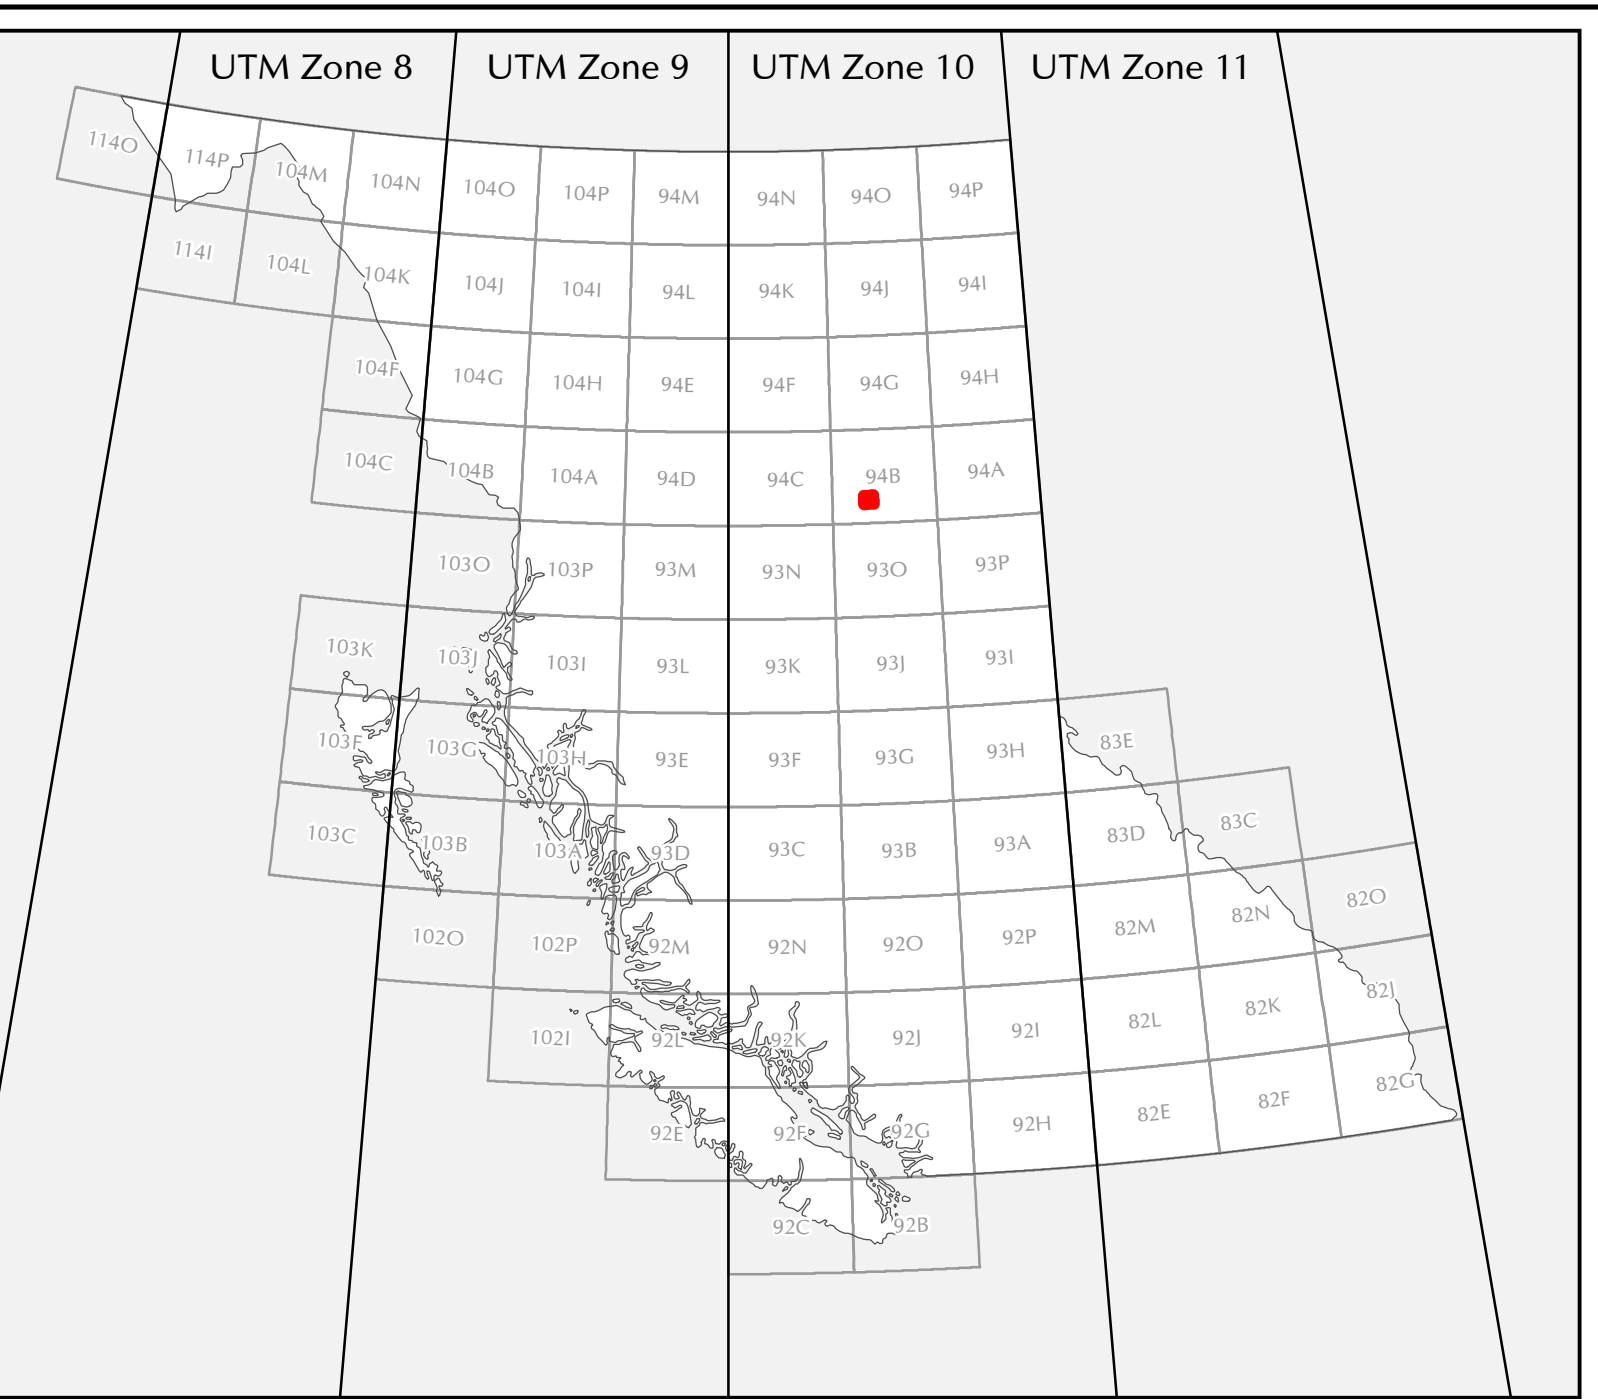 UTM Zone 8 UTM Zone 9 UTM Zone 10 UTM Zone 11
114O 114P 104M 104N 104O 104P 94M 94N 94O 94P
114I 104L 104K 104J 104I 94L 94K 94J 94I
104F 104G 104H 94E 94F 94G 94H
104C 104B 104A 94D 94C 94B 94A
103O 103P 93M 93N 93O 93P
103K 103J 103I 93L 93K 93J 93I
103F 103G 103H 93E 93F 93G 93H 83E
103C 103B 103A 93D 93C 93B 93A 83D 83C
102O 102P 92M 92N 92O 92P 82M 82N 82O
102I 92L 92K 92J 92I 82L 82K 82J
92E 92F 92G 92H 82E 82F 82G
92C 92B